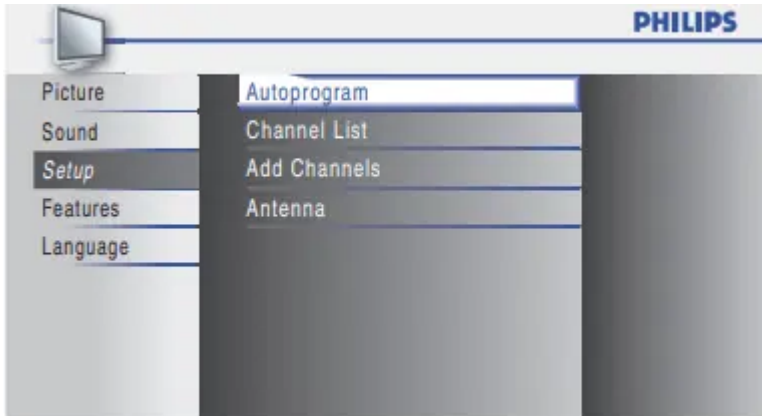 PHILIPS
Picture
Sound
Setup
Features
Language
Autoprogram
Channel List
Add Channels
Antenna